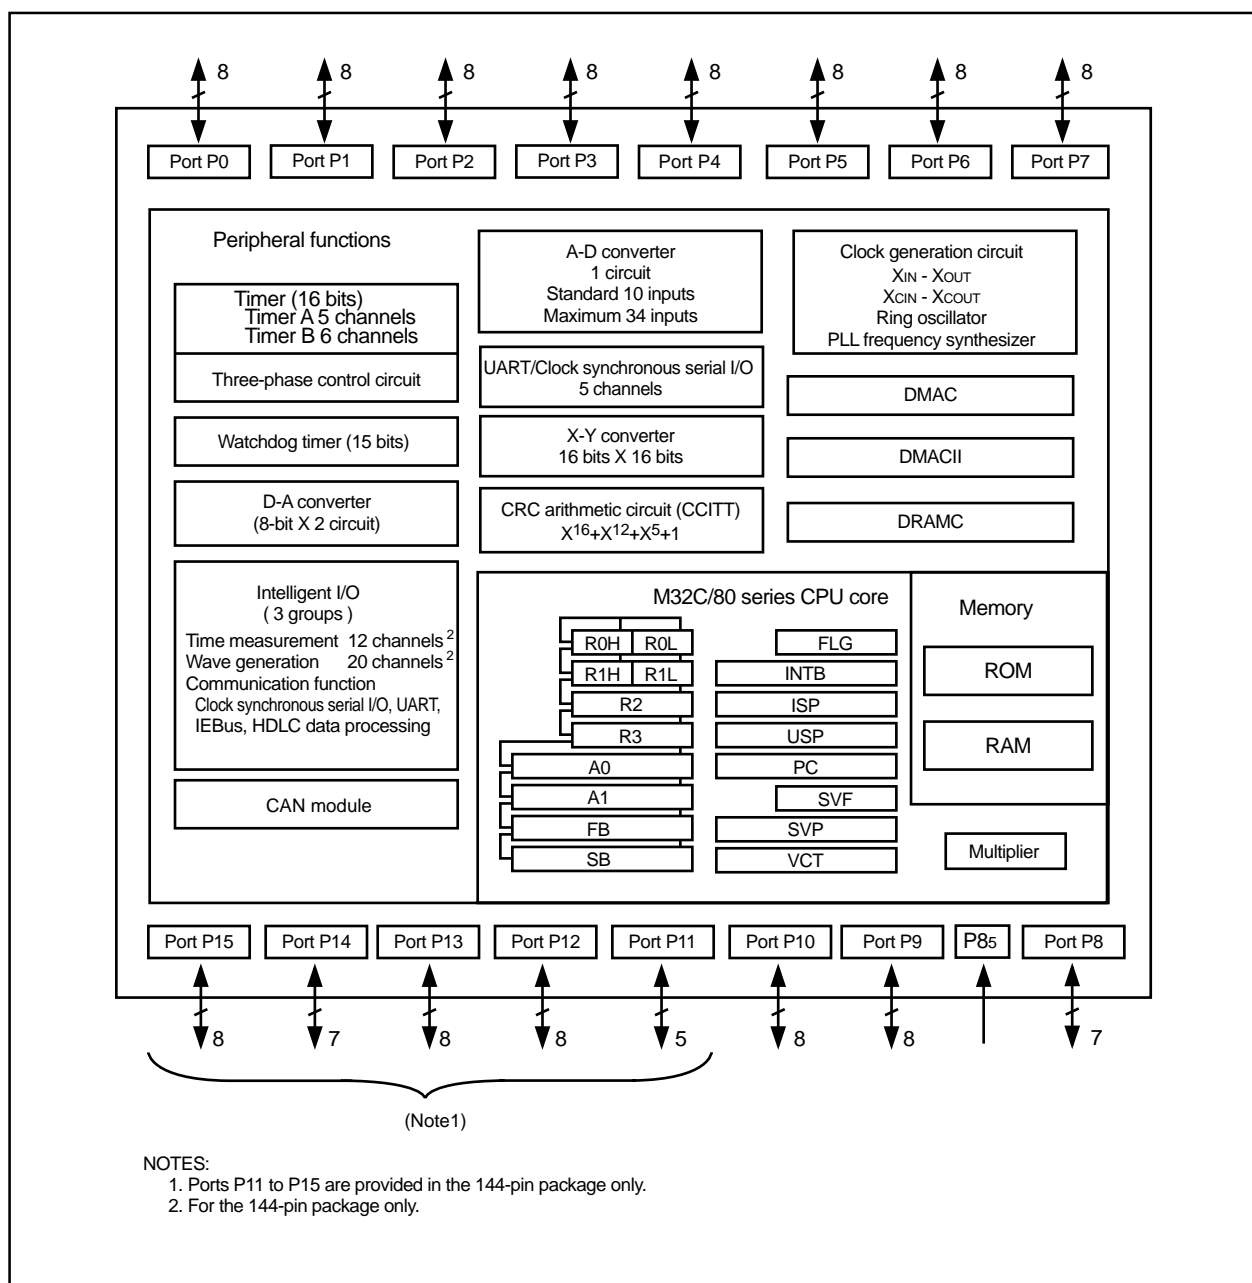 8 8 8 8 8 8 8 8
Port P0 Port P1 Port P2 Port P3 Port P4 Port P5 Port P6 Port P7
Peripheral functions
Timer (16 bits)
Timer A 5 channels
Timer B 6 channels
Three-phase control circuit
Watchdog timer (15 bits)
D-A converter
(8-bit X 2 circuit)
Intelligent I/O
( 3 groups )
Time measurement 12 channels 2
Wave generation 20 channels 2
Communication function
Clock synchronous serial I/O, UART,
IEBus, HDLC data processing
CAN module
A-D converter
1 circuit
Standard 10 inputs
Maximum 34 inputs
UART/Clock synchronous serial I/O
5 channels
X-Y converter
16 bits X 16 bits
CRC arithmetic circuit (CCITT)
X16+X12+X5+1
Clock generation circuit
XIN - XOUT
XCIN - XCOUT
Ring oscillator
PLL frequency synthesizer
DMAC
DMACII
DRAMC
M32C/80 series CPU core
R0H R0L
R1H R1L
R2
R3
A0
A1
FB
SB
FLG
INTB
ISP
USP
PC
SVF
SVP
VCT
Memory
ROM
RAM
Multiplier
Port P15 Port P14 Port P13 Port P12 Port P11 Port P10 Port P9 P85 Port P8
8 7 8 8 5 8 8 7
(Note1)
NOTES:
1. Ports P11 to P15 are provided in the 144-pin package only.
2. For the 144-pin package only.